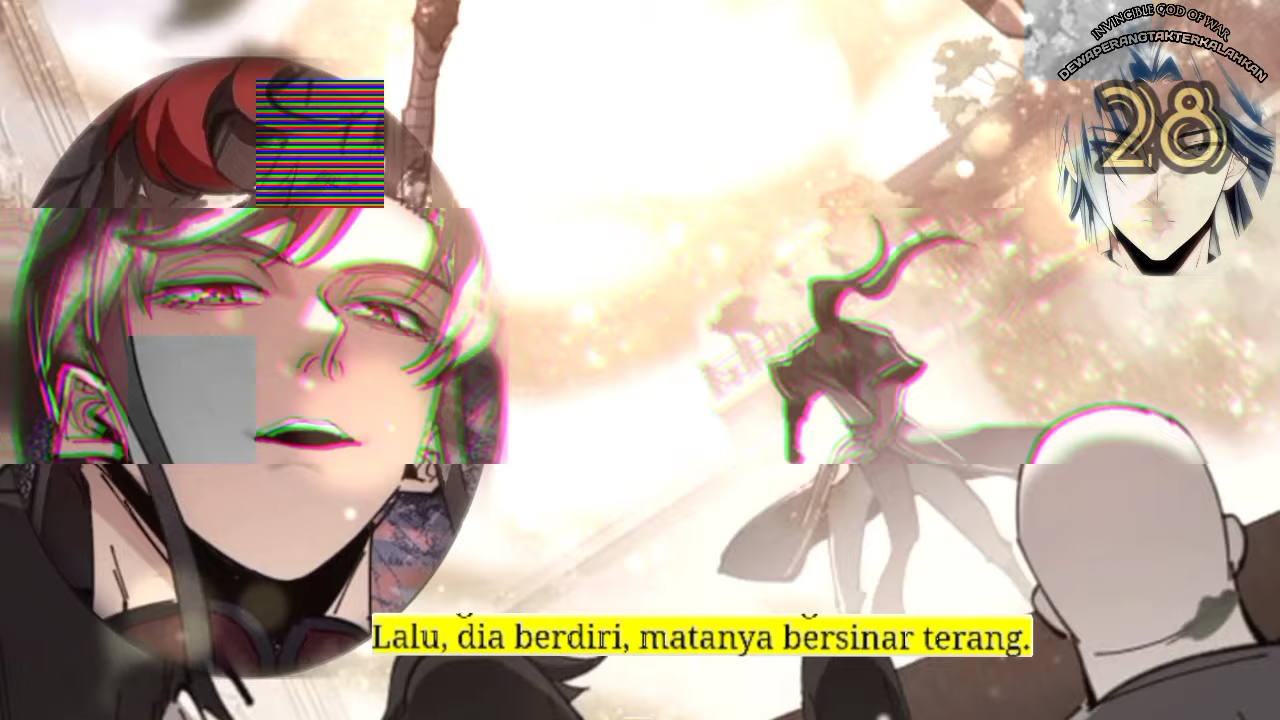 INVINCIBLE GOD OF WAR
DEWAPERANGTAKTERKALAHKAN
28
Lalu, dia berdiri, matanya bersinar terang.